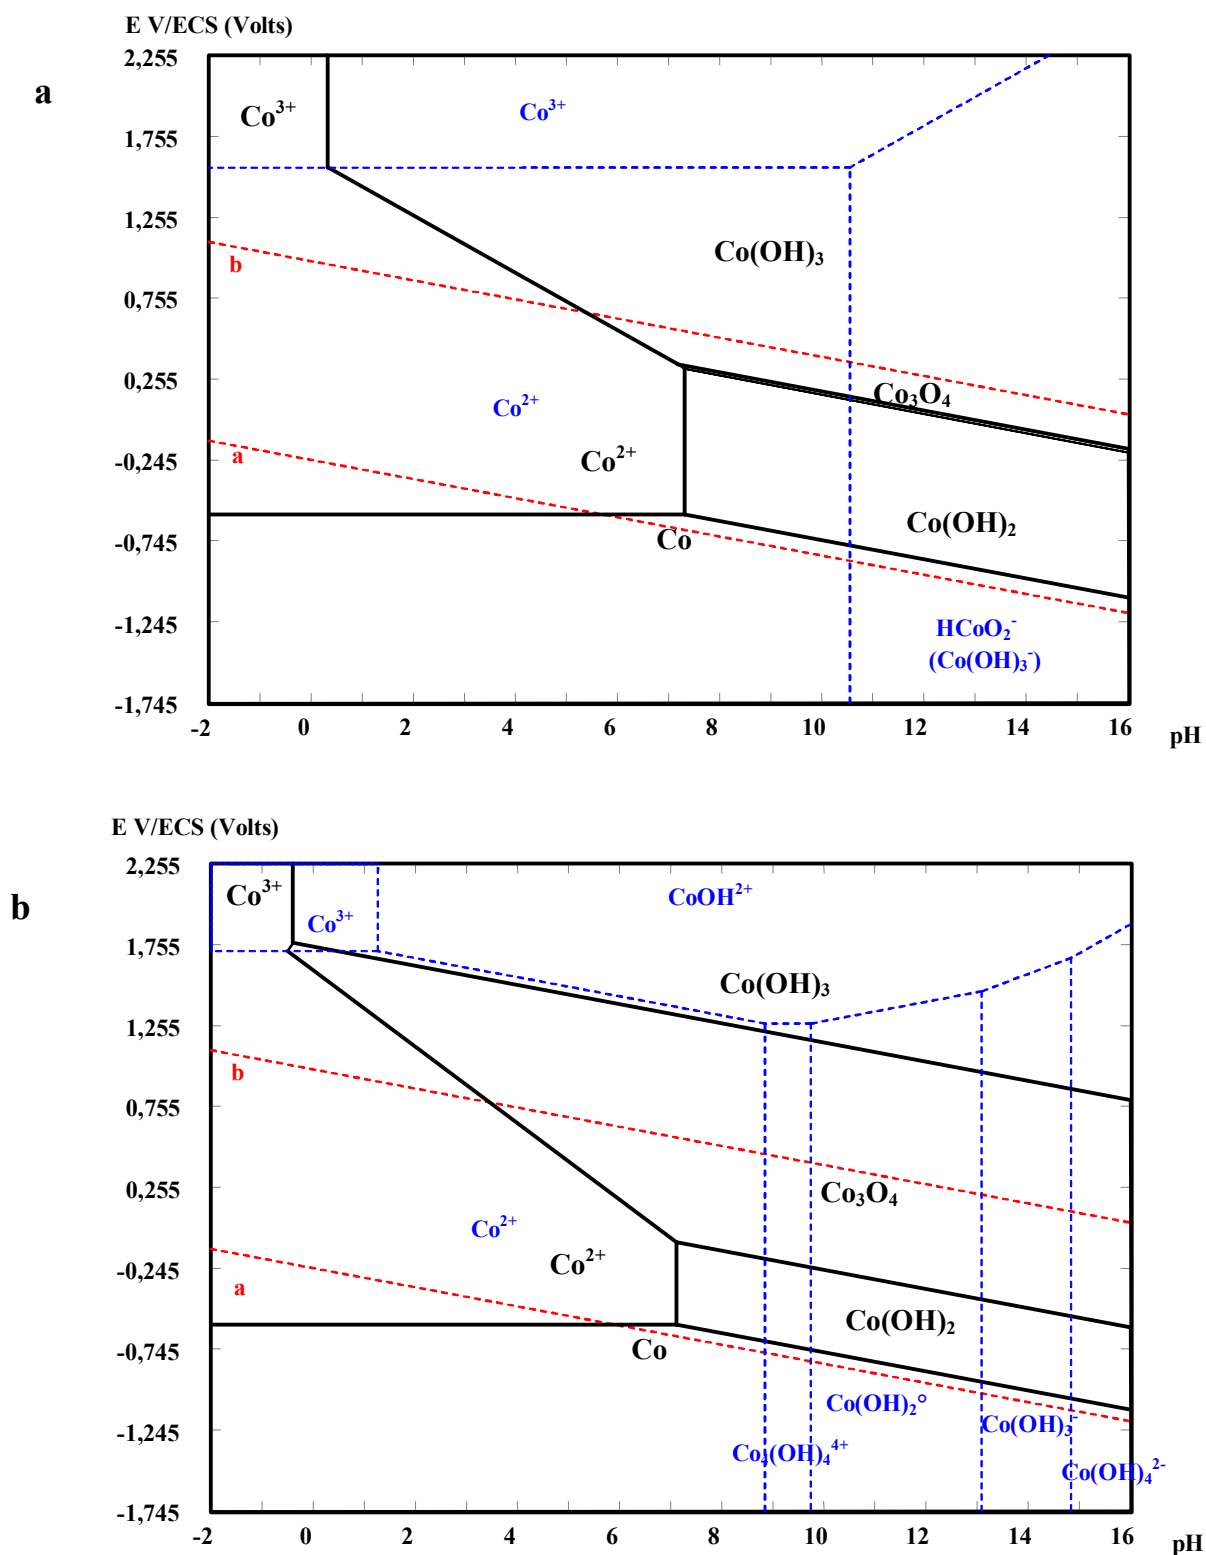 E V/ECS (Volts)
a
2,255
1,755
1,255
0,755
0,255
-0,245
-0,745
-1,245
-1,745
Co³⁺
Co³⁺
b
Co(OH)₃
Co₃O₄
Co²⁺
Co²⁺
a
Co(OH)₂
Co
HCoO₂⁻
(Co(OH)₃⁻)
-2 0 2 4 6 8 10 12 14 16
pH
E V/ECS (Volts)
b
2,255
1,755
1,255
0,755
0,255
-0,245
-0,745
-1,245
-1,745
Co³⁺
Co³⁺
CoOH²⁺
Co(OH)₃
b
Co₃O₄
Co²⁺
Co²⁺
a
Co(OH)₂
Co
Co(OH)₂°
Co(OH)₃⁻
Co₄(OH)₄⁴⁺
Co(OH)₄²⁻
-2 0 2 4 6 8 10 12 14 16
pH